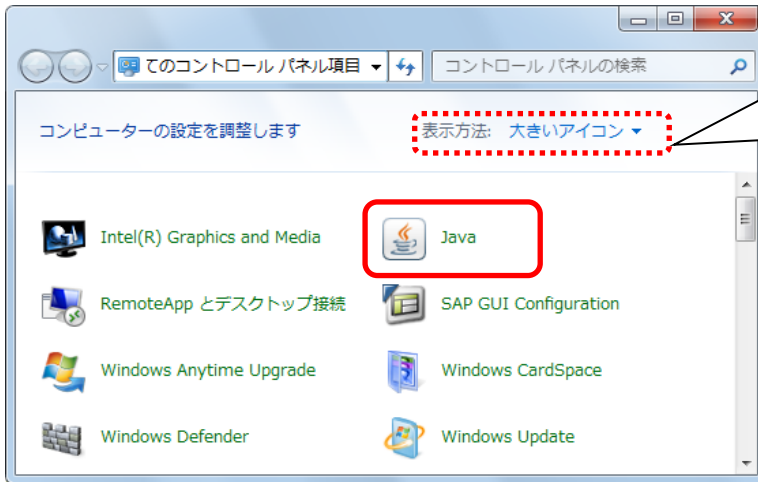 てのコントロール パネル項目
コントロール パネルの検索
コンピューターの設定を調整します
表示方法: 大きいアイコン
Intel(R) Graphics and Media
Java
RemoteApp とデスクトップ接続
SAP GUI Configuration
Windows Anytime Upgrade
Windows CardSpace
Windows Defender
Windows Update